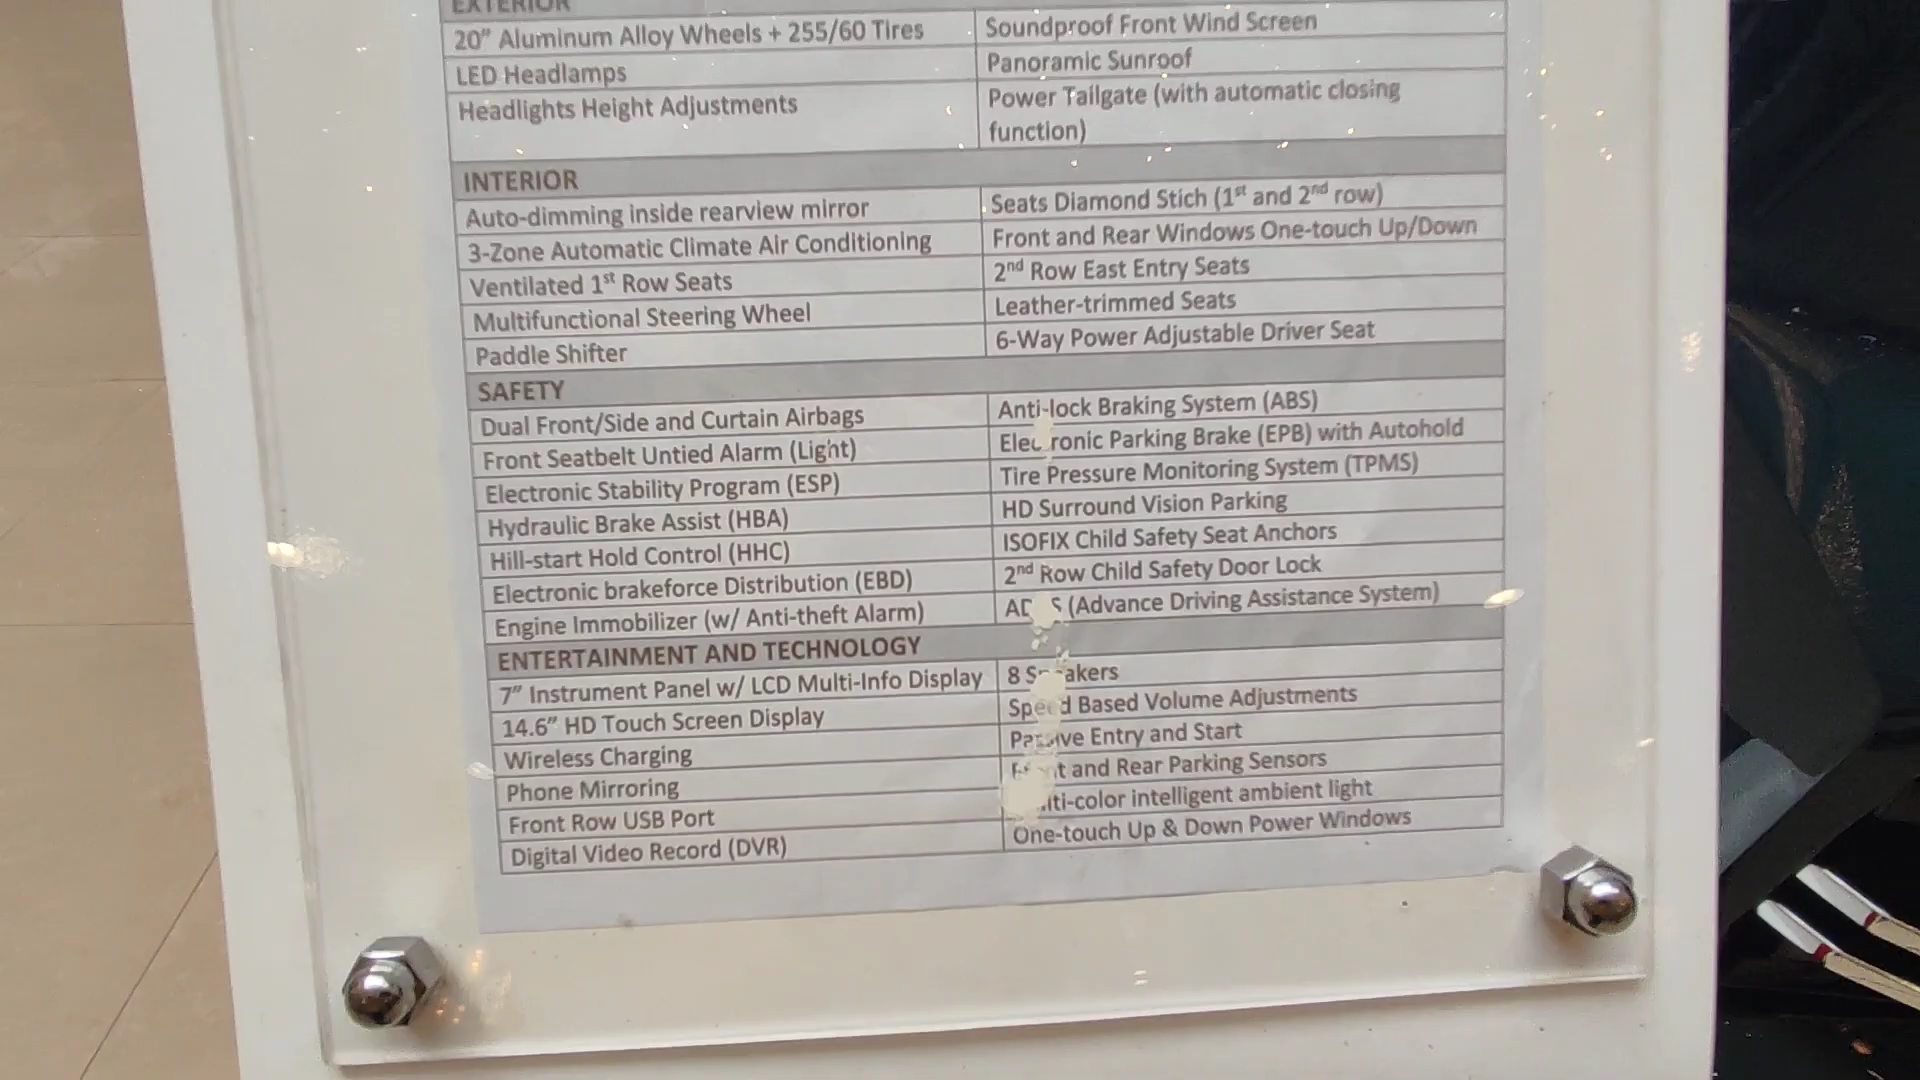 EXTERIOR
20" Aluminum Alloy Wheels + 255/60 Tires
LED Headlamps
Headlights Height Adjustments
Soundproof Front Wind Screen
Panoramic Sunroof
Power Tailgate (with automatic closing
function)
INTERIOR
Auto-dimming inside rearview mirror
3-Zone Automatic Climate Air Conditioning
Ventilated 1st Row Seats
Multifunctional Steering Wheel
Paddle Shifter
Seats Diamond Stich (1st and 2nd row)
Front and Rear Windows One-touch Up/Down
2nd Row East Entry Seats
Leather-trimmed Seats
6-Way Power Adjustable Driver Seat
SAFETY
Dual Front/Side and Curtain Airbags
Front Seatbelt Untied Alarm (Light)
Electronic Stability Program (ESP)
Hydraulic Brake Assist (HBA)
Hill-start Hold Control (HHC)
Electronic brakeforce Distribution (EBD)
Engine Immobilizer (w/ Anti-theft Alarm)
Anti-lock Braking System (ABS)
Electronic Parking Brake (EPB) with Autohold
Tire Pressure Monitoring System (TPMS)
HD Surround Vision Parking
ISOFIX Child Safety Seat Anchors
2nd Row Child Safety Door Lock
ADAS (Advance Driving Assistance System)
ENTERTAINMENT AND TECHNOLOGY
7" Instrument Panel w/ LCD Multi-Info Display
14.6" HD Touch Screen Display
Wireless Charging
Phone Mirroring
Front Row USB Port
Digital Video Record (DVR)
8 Speakers
Speed Based Volume Adjustments
Passive Entry and Start
Front and Rear Parking Sensors
Multi-color intelligent ambient light
One-touch Up & Down Power Windows